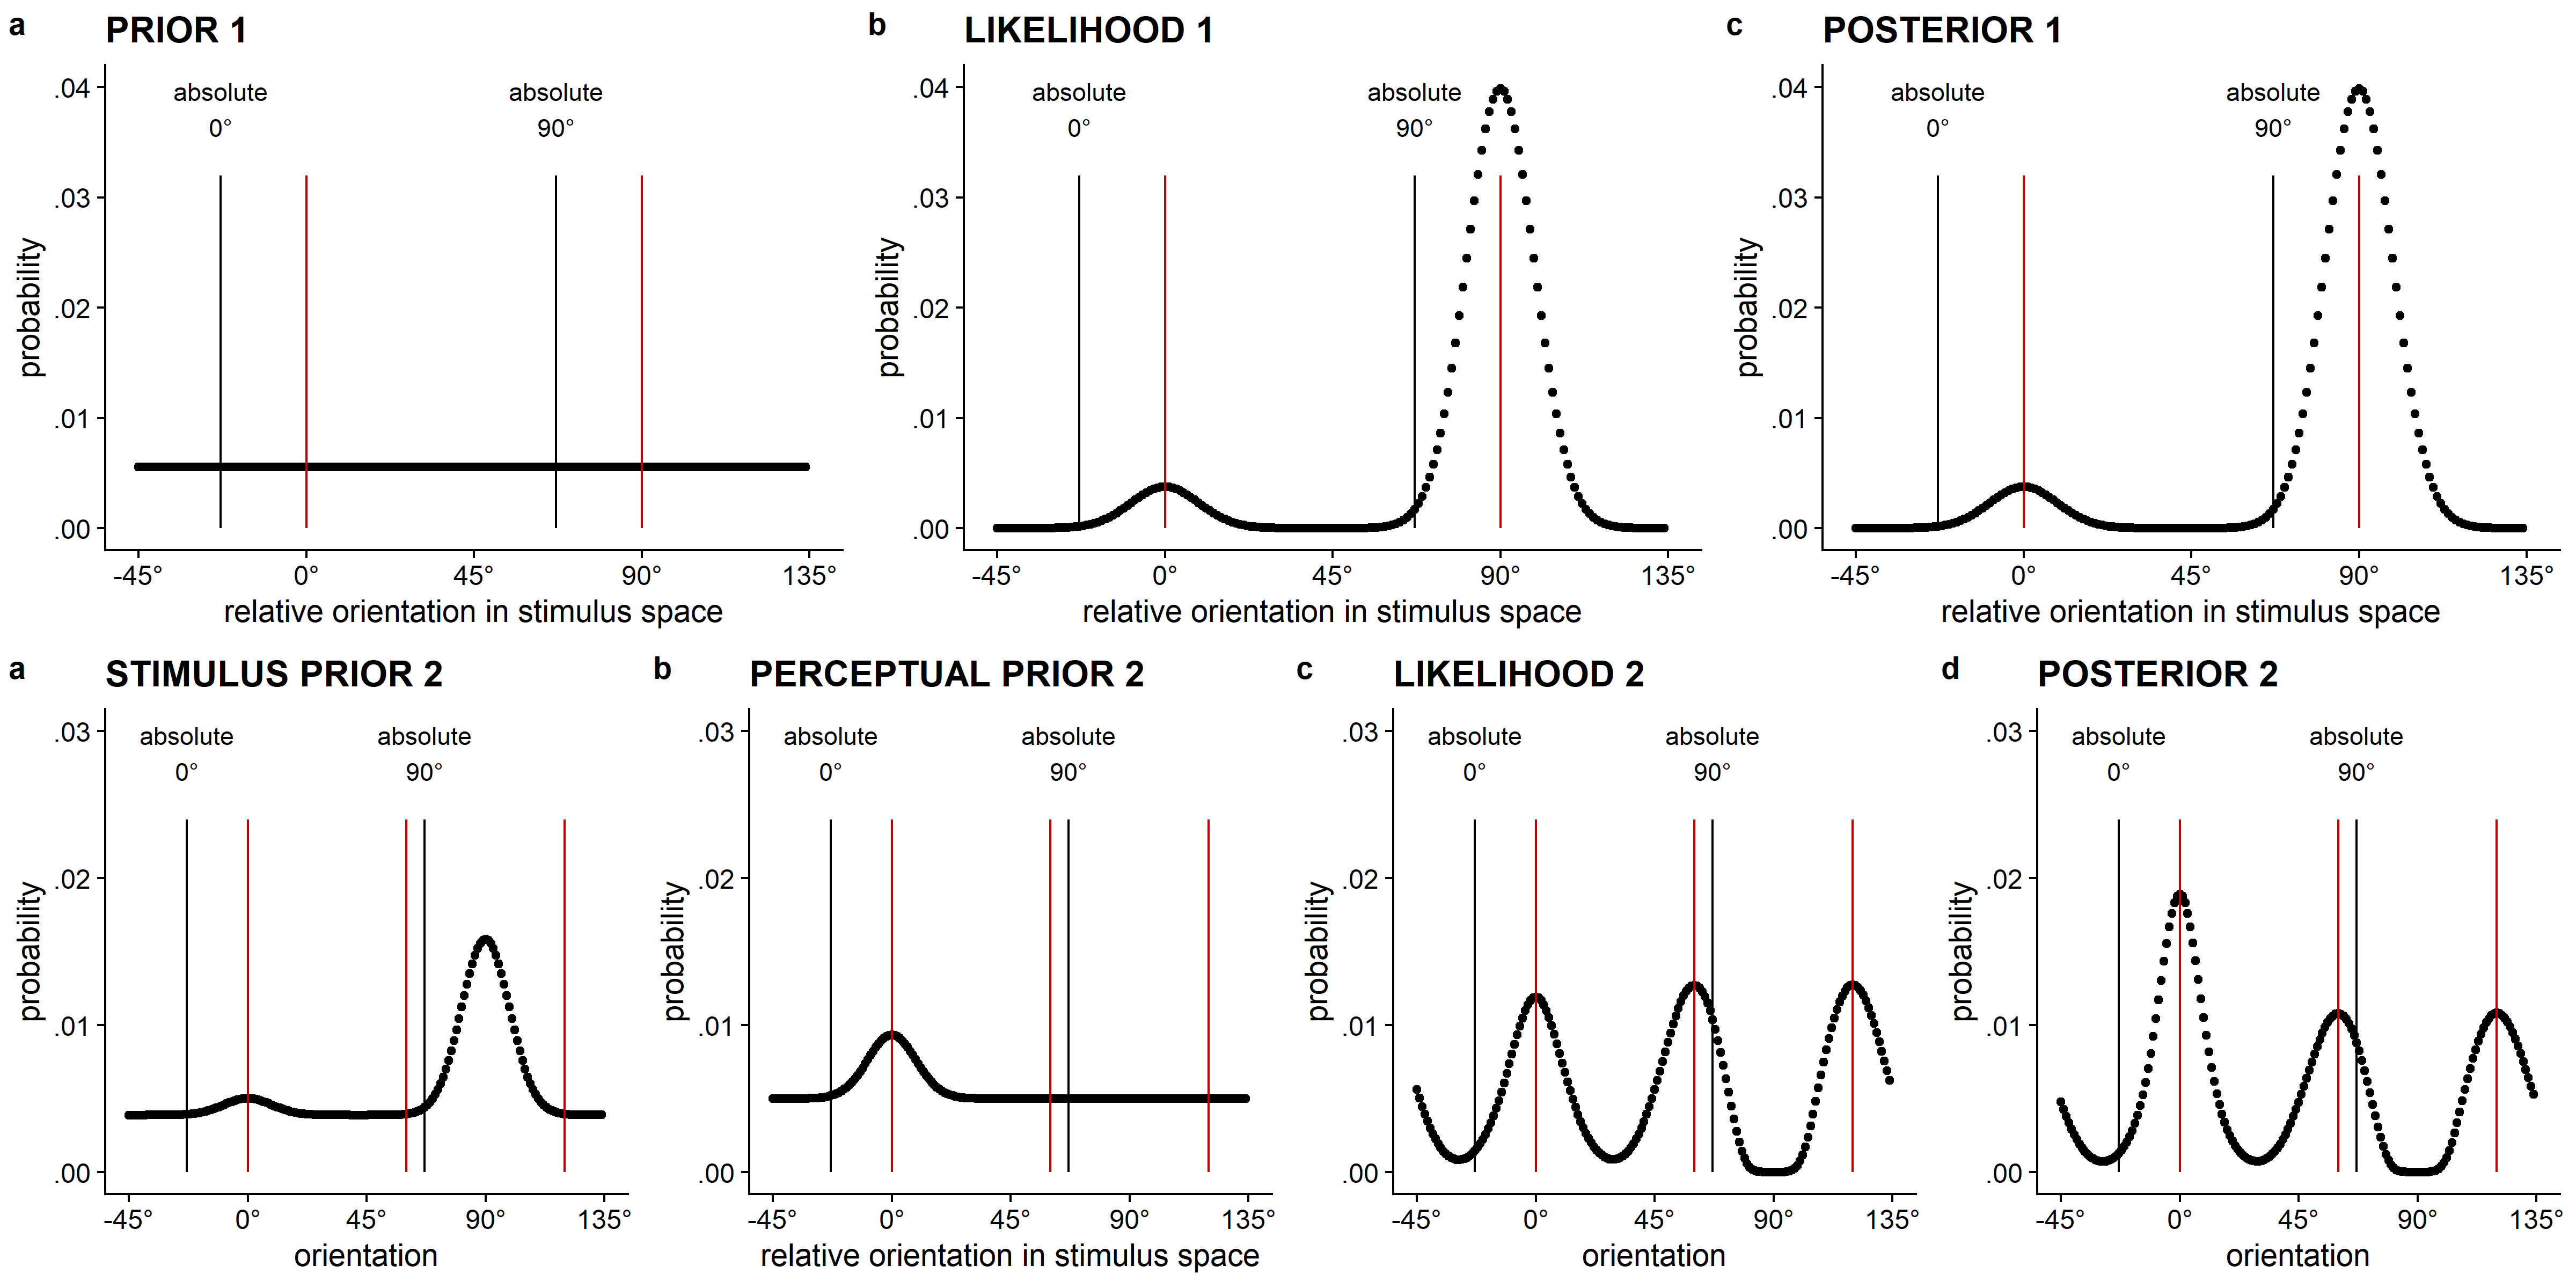 a PRIOR 1
absolute absolute
0° 90°
.04
.03
.02
.01
.00
probability
-45° 0° 45° 90° 135°
relative orientation in stimulus space
b LIKELIHOOD 1
absolute absolute
0° 90°
.04
.03
.02
.01
.00
probability
-45° 0° 45° 90° 135°
relative orientation in stimulus space
c POSTERIOR 1
absolute absolute
0° 90°
.04
.03
.02
.01
.00
probability
-45° 0° 45° 90° 135°
relative orientation in stimulus space
a STIMULUS PRIOR 2
absolute absolute
0° 90°
.03
.02
.01
.00
probability
-45° 0° 45° 90° 135°
orientation
b PERCEPTUAL PRIOR 2
absolute absolute
0° 90°
.03
.02
.01
.00
probability
-45° 0° 45° 90° 135°
relative orientation in stimulus space
c LIKELIHOOD 2
absolute absolute
0° 90°
.03
.02
.01
.00
probability
-45° 0° 45° 90° 135°
orientation
d POSTERIOR 2
absolute absolute
0° 90°
.03
.02
.01
.00
probability
-45° 0° 45° 90° 135°
orientation